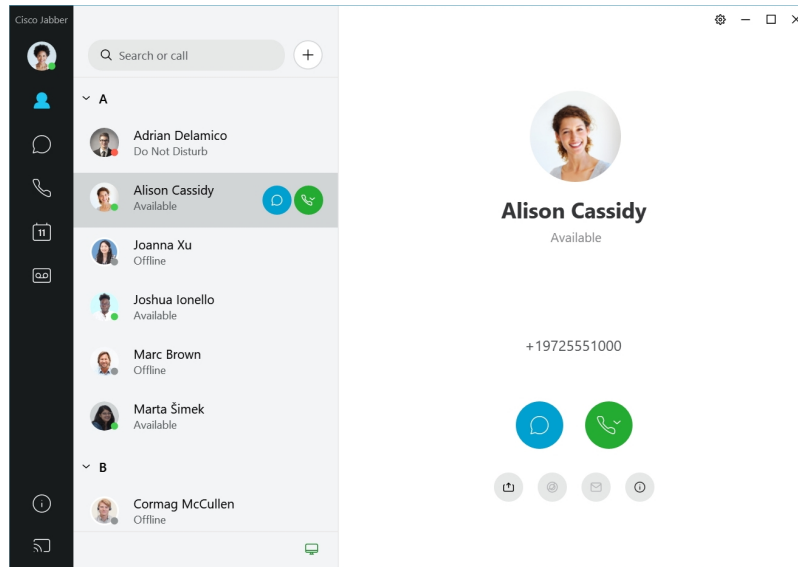 Cisco Jabber
Search or call
A
Adrian Delamico
Do Not Disturb
Alison Cassidy
Available
Joanna Xu
Offline
Joshua Ionello
Available
Marc Brown
Offline
Marta Šimek
Available
B
Cormag McCullen
Offline
11
Alison Cassidy
Available
+19725551000